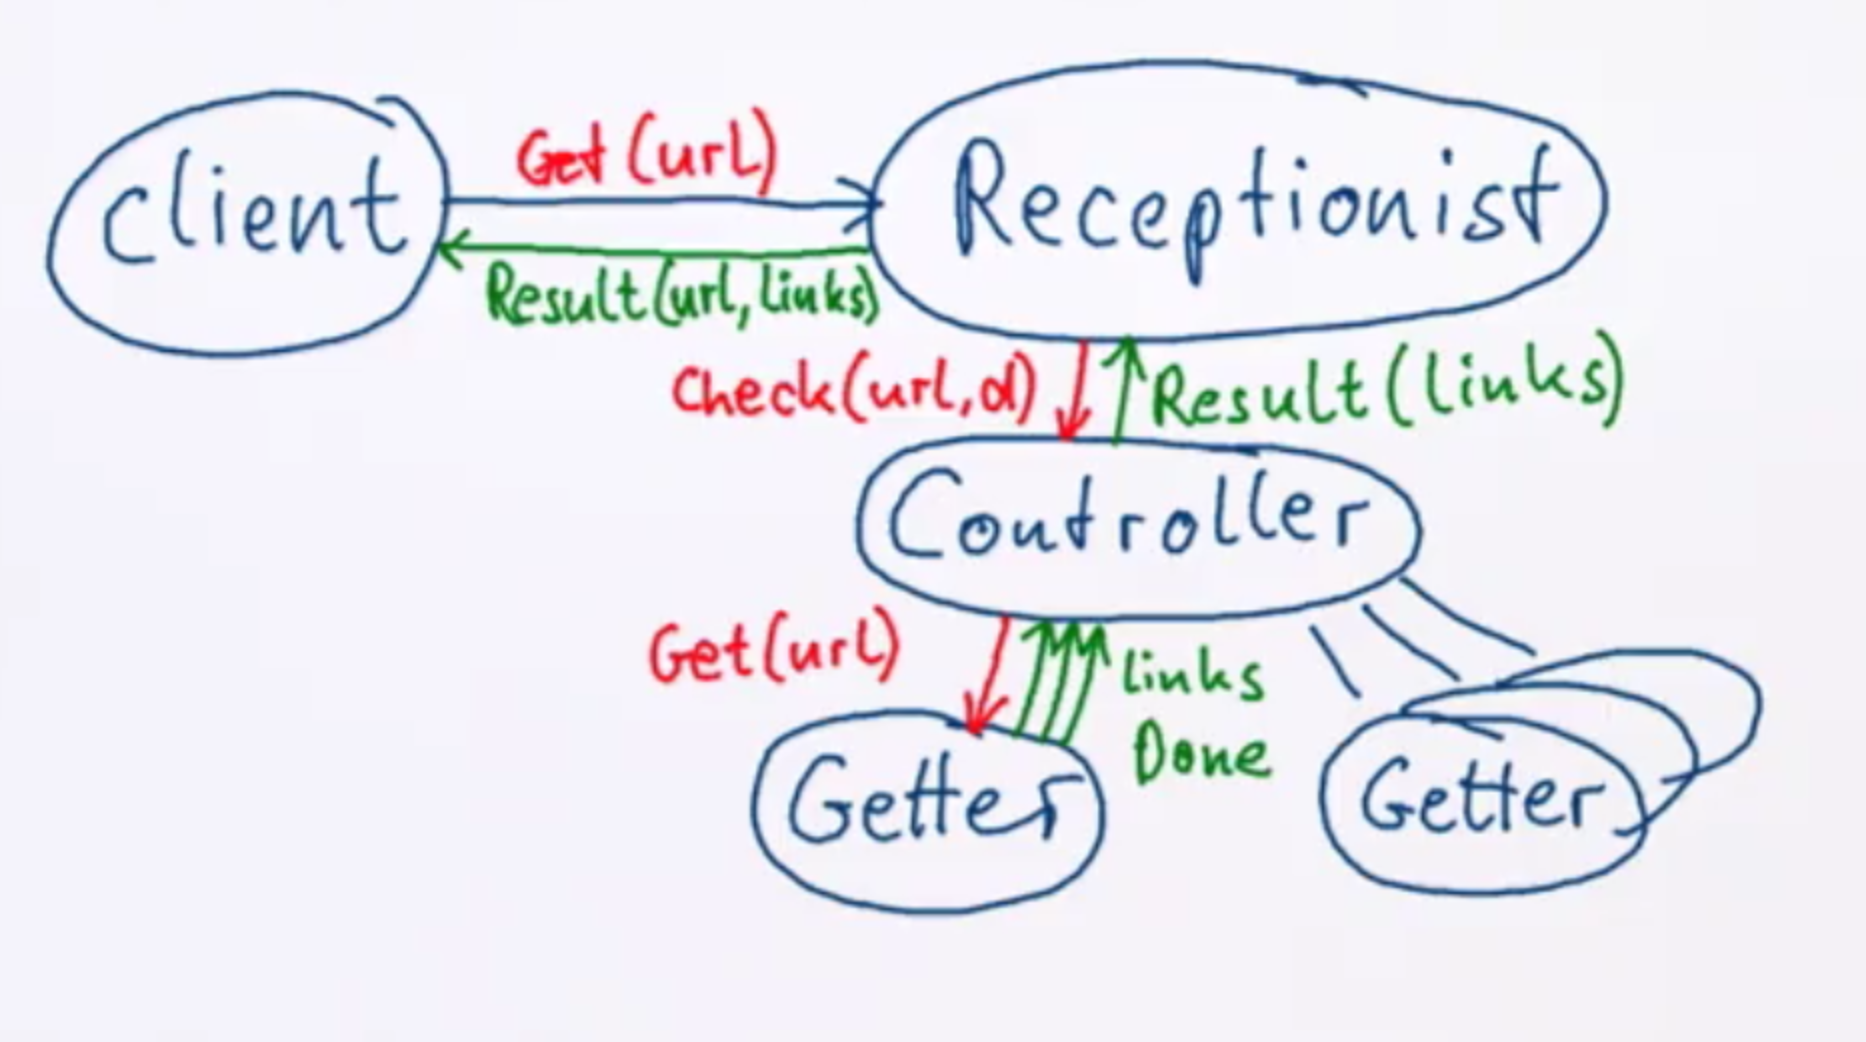 Get (url)
client
Receptionist
Result(url, links)
Check(url,d)
Result(links)
Controller
Get(url)
links
Done
Getter
Getter